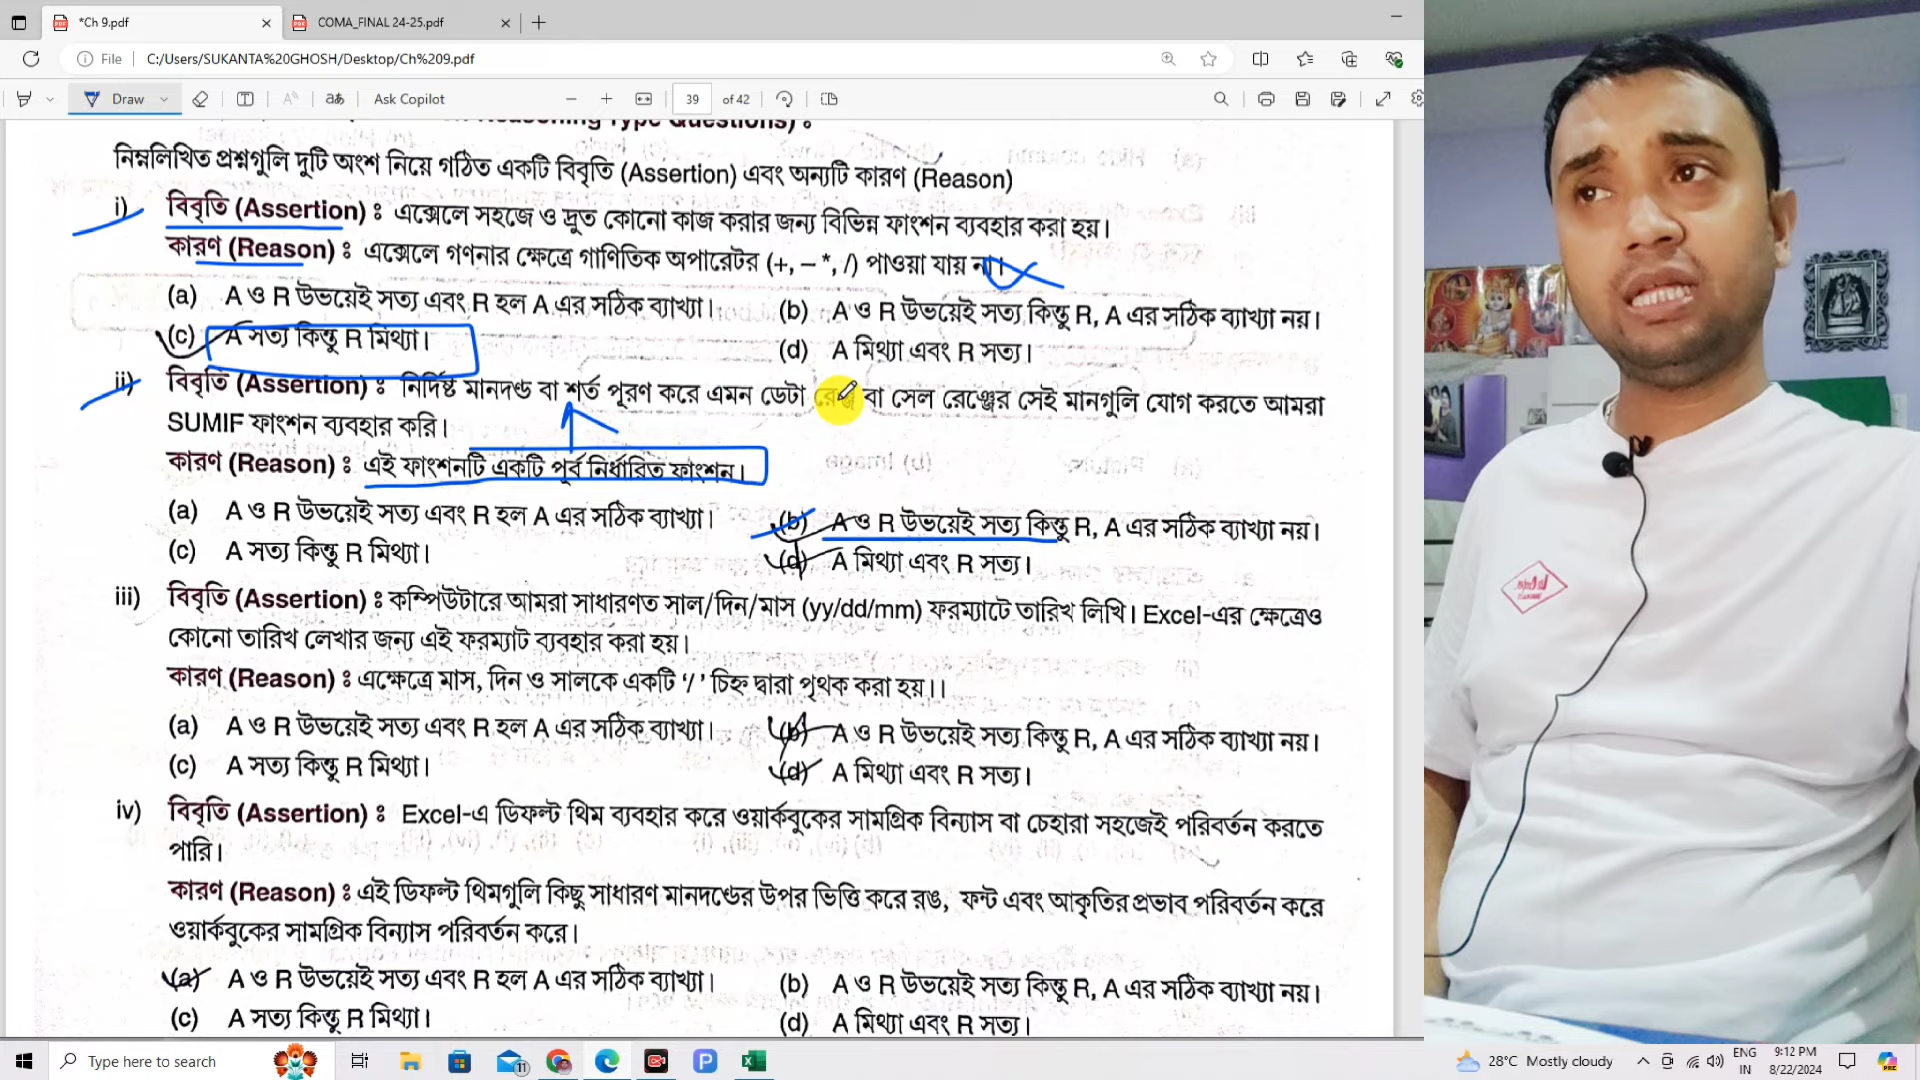 *Ch 9.pdf
COMA_FINAL 24-25.pdf
File C:/Users/SUKANTA%20GHOSH/Desktop/Ch%209.pdf
Draw Ask Copilot 39 of 42
Reasoning Type Questions) ঃ
নিম্নলিখিত প্রশ্নগুলি দুটি অংশ নিয়ে গঠিত একটি বিবৃতি (Assertion) এবং অন্যটি কারণ (Reason)
i) বিবৃতি (Assertion) ঃ এক্সেলে সহজে ও দ্রুত কোনো কাজ করার জন্য বিভিন্ন ফাংশন ব্যবহার করা হয়।
কারণ (Reason) ঃ এক্সেলে গণনার ক্ষেত্রে গাণিতিক অপারেটর (+, – *, /) পাওয়া যায় না।
(a) A ও R উভয়েই সত্য এবং R হল A এর সঠিক ব্যাখ্যা।
(b) A ও R উভয়েই সত্য কিন্তু R, A এর সঠিক ব্যাখ্যা নয়।
(c) A সত্য কিন্তু R মিথ্যা।
(d) A মিথ্যা এবং R সত্য।
ii) বিবৃতি (Assertion) ঃ নির্দিষ্ট মানদণ্ড বা শর্ত পূরণ করে এমন ডেটা রেঞ্জ বা সেল রেঞ্জের সেই মানগুলি যোগ করতে আমরা
SUMIF ফাংশন ব্যবহার করি।
কারণ (Reason) ঃ এই ফাংশনটি একটি পূর্ব নির্ধারিত ফাংশন।
(a) A ও R উভয়েই সত্য এবং R হল A এর সঠিক ব্যাখ্যা।
(b) A ও R উভয়েই সত্য কিন্তু R, A এর সঠিক ব্যাখ্যা নয়।
(c) A সত্য কিন্তু R মিথ্যা।
(d) A মিথ্যা এবং R সত্য।
iii) বিবৃতি (Assertion) ঃ কম্পিউটারে আমরা সাধারণত সাল/দিন/মাস (yy/dd/mm) ফরম্যাটে তারিখ লিখি। Excel-এর ক্ষেত্রেও
কোনো তারিখ লেখার জন্য এই ফরম্যাট ব্যবহার করা হয়।
কারণ (Reason) ঃ এক্ষেত্রে মাস, দিন ও সালকে একটি ‘/’ চিহ্ন দ্বারা পৃথক করা হয়।।
(a) A ও R উভয়েই সত্য এবং R হল A এর সঠিক ব্যাখ্যা।
(b) A ও R উভয়েই সত্য কিন্তু R, A এর সঠিক ব্যাখ্যা নয়।
(c) A সত্য কিন্তু R মিথ্যা।
(d) A মিথ্যা এবং R সত্য।
iv) বিবৃতি (Assertion) ঃ Excel-এ ডিফল্ট থিম ব্যবহার করে ওয়ার্কবুকের সামগ্রিক বিন্যাস বা চেহারা সহজেই পরিবর্তন করতে
পারি।
কারণ (Reason) ঃ এই ডিফল্ট থিমগুলি কিছু সাধারণ মানদণ্ডের উপর ভিত্তি করে রঙ, ফন্ট এবং আকৃতির প্রভাব পরিবর্তন করে
ওয়ার্কবুকের সামগ্রিক বিন্যাস পরিবর্তন করে।
(a) A ও R উভয়েই সত্য এবং R হল A এর সঠিক ব্যাখ্যা।
(b) A ও R উভয়েই সত্য কিন্তু R, A এর সঠিক ব্যাখ্যা নয়।
(c) A সত্য কিন্তু R মিথ্যা।
(d) A মিথ্যা এবং R সত্য।
Type here to search
11
28°C Mostly cloudy
ENG
IN
9:12 PM
8/22/2024